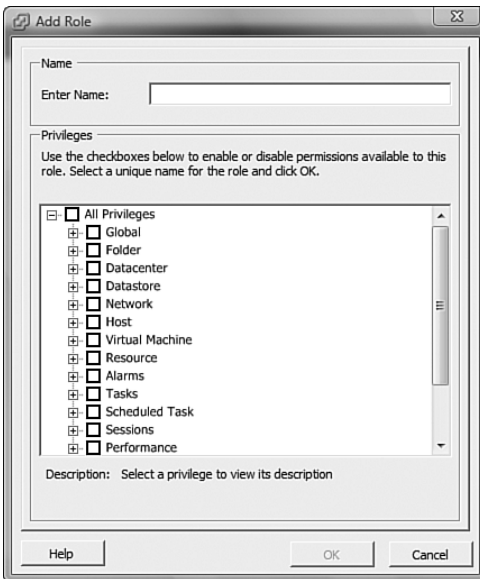 Add Role
Name
Enter Name:
Privileges
Use the checkboxes below to enable or disable permissions available to this
role. Select a unique name for the role and click OK.
All Privileges
Global
Folder
Datacenter
Datastore
Network
Host
Virtual Machine
Resource
Alarms
Tasks
Scheduled Task
Sessions
Performance
Description: Select a privilege to view its description
Help OK Cancel